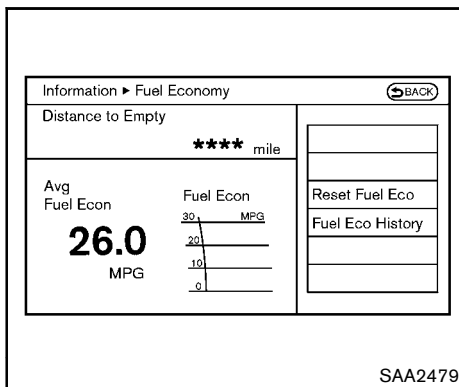 Information ▶ Fuel Economy
BACK
Distance to Empty
**** mile
Avg
Fuel Econ
26.0
MPG
Fuel Econ
30 MPG
20
10
0
Reset Fuel Eco
Fuel Eco History
SAA2479